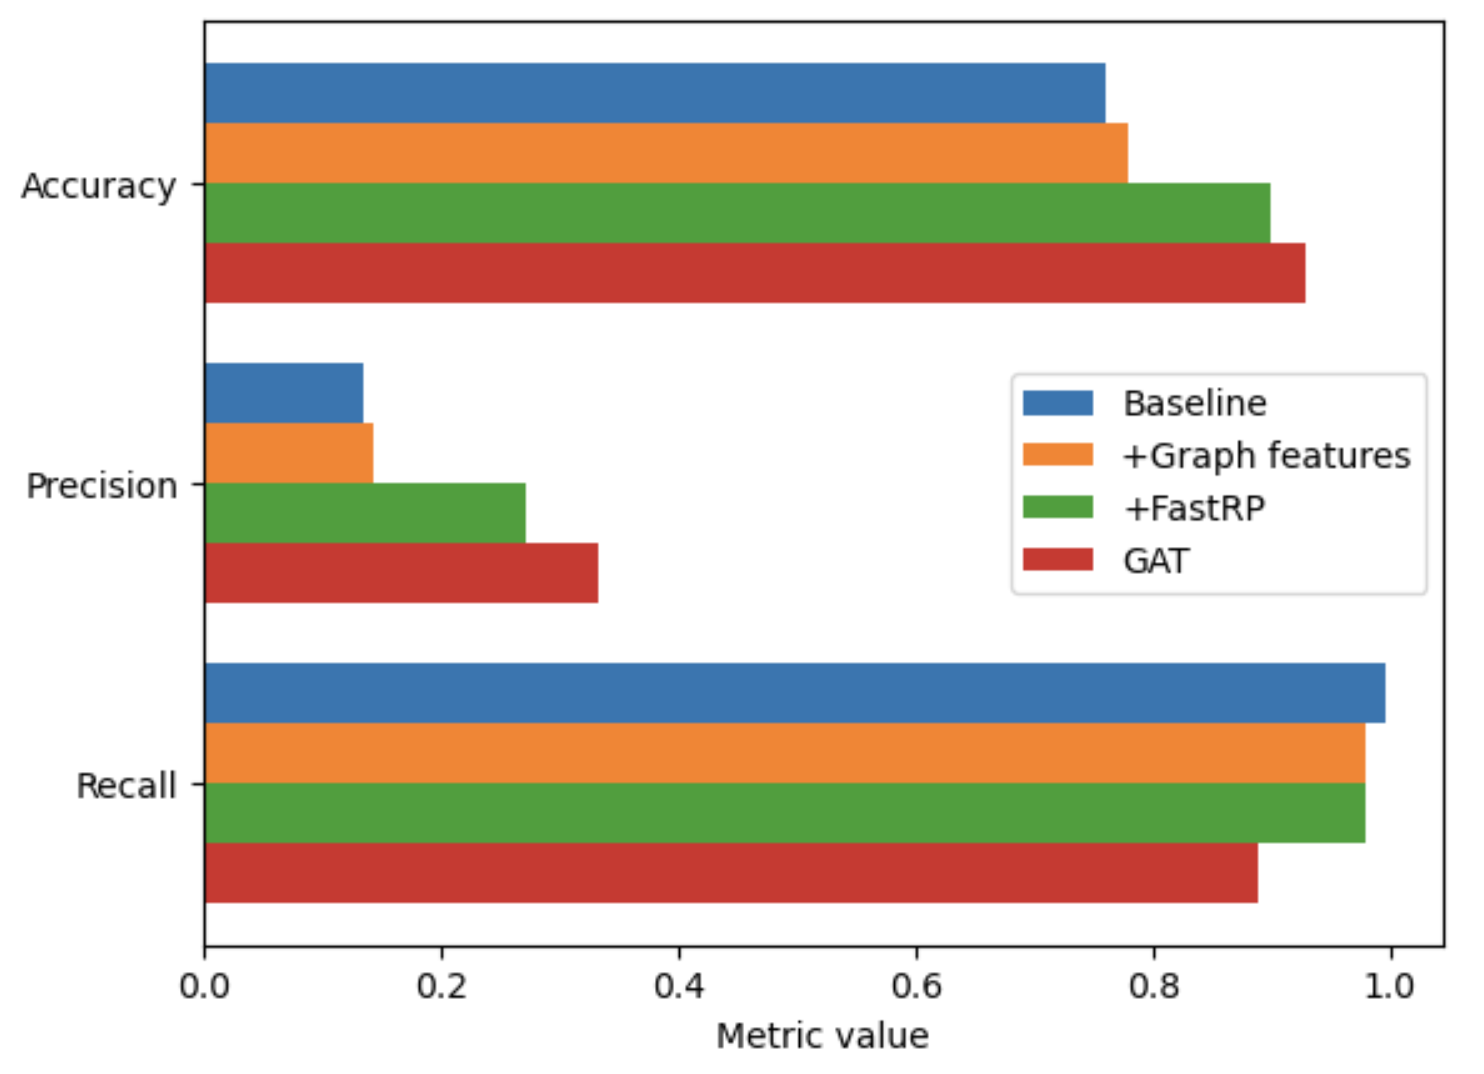 Accuracy
Precision
Recall
Baseline
+Graph features
+FastRP
GAT
0.0 0.2 0.4 0.6 0.8 1.0
Metric value